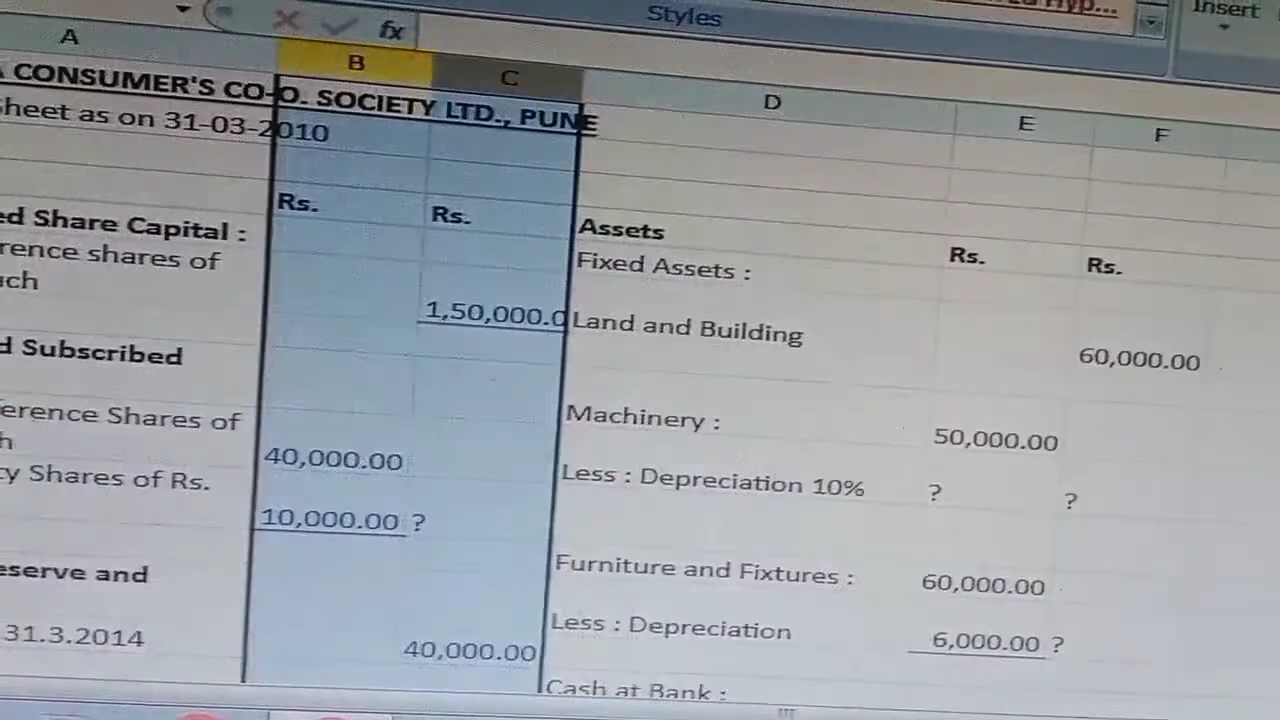 Styles
Insert
fx
A B C D E F
CONSUMER'S CO-O. SOCIETY LTD., PUNE
Sheet as on 31-03-2010
Rs. Rs. Assets Rs. Rs.
ed Share Capital : Fixed Assets :
rence shares of
ach
1,50,000.0 Land and Building 60,000.00
d Subscribed
Machinery : 50,000.00
erence Shares of
h 40,000.00
Less : Depreciation 10% ? ?
ty Shares of Rs.
10,000.00 ?
Furniture and Fixtures : 60,000.00
eserve and
Less : Depreciation 6,000.00 ?
31.3.2014 40,000.00
Cash at Bank :